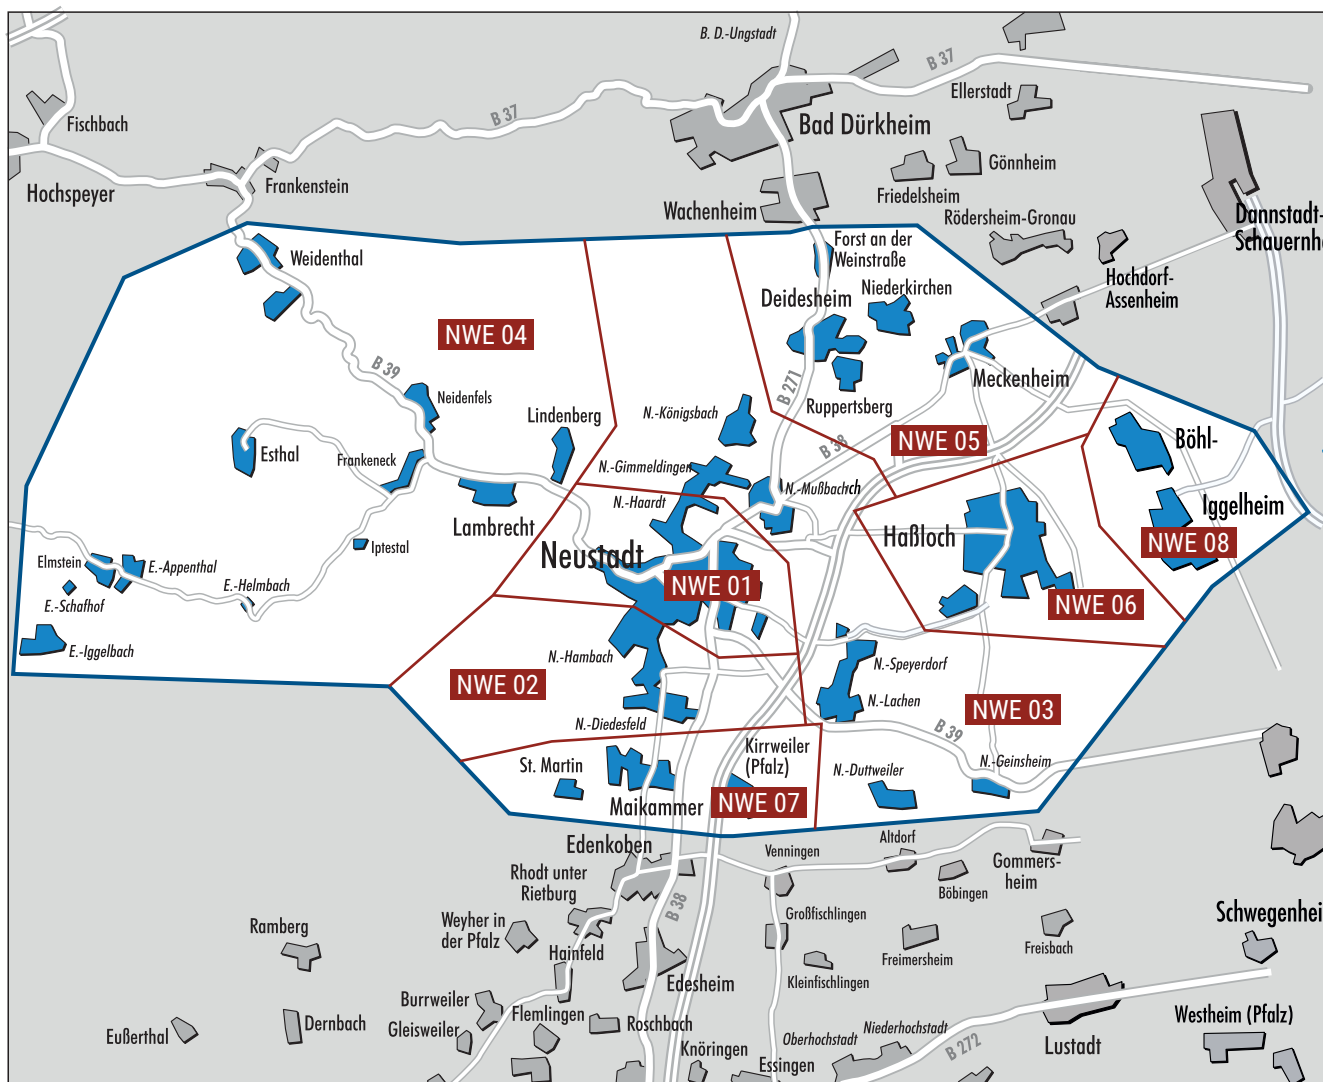 B. D.-Ungstadt
B 37
B 37
Ellerstadt
Fischbach
Bad Dürkheim
Gönnheim
Frankenstein
Friedelsheim
Hochspeyer
Wachenheim
Rödersheim-Gronau
Dannstadt-
Schauernh
Weidenthal
Forst an der
Weinstraße
Hochdorf-
Assenheim
Deidesheim
Niederkirchen
NWE 04
B 39
B 271
Meckenheim
Neidenfels
Lindenberg
N.-Königsbach
Ruppertsberg
NWE 05
Böhl-
Esthal
Frankeneck
B 38
N.-Gimmeldingen
N.-Mußbach
Iggelheim
Lambrecht
N.-Haardt
Haßloch
NWE 08
Iptestal
Neustadt
Elmstein
E.-Appenthal
E.-Helmbach
NWE 01
E.-Schafhof
NWE 06
E.-Iggelbach
N.-Hambach
N.-Speyerdorf
NWE 02
N.-Lachen
NWE 03
N.-Diedesfeld
B 39
St. Martin
Kirrweiler
(Pfalz)
N.-Duttweiler
N.-Geinsheim
Maikammer
NWE 07
Edenkoben
Venningen
Altdorf
Gommers-
heim
Rhodt unter
Rietburg
Böbingen
B 38
Ramberg
Weyher in
der Pfalz
Großfischlingen
Freisbach
Schwegenhei
Hainfeld
Freimersheim
Edesheim
Kleinfischlingen
Burrweiler
Flemlingen
Westheim (Pfalz)
Eußerthal
Dernbach
Gleisweiler
Roschbach
Niederhochstadt
Oberhochstadt
B 272
Lustadt
Knöringen
Essingen